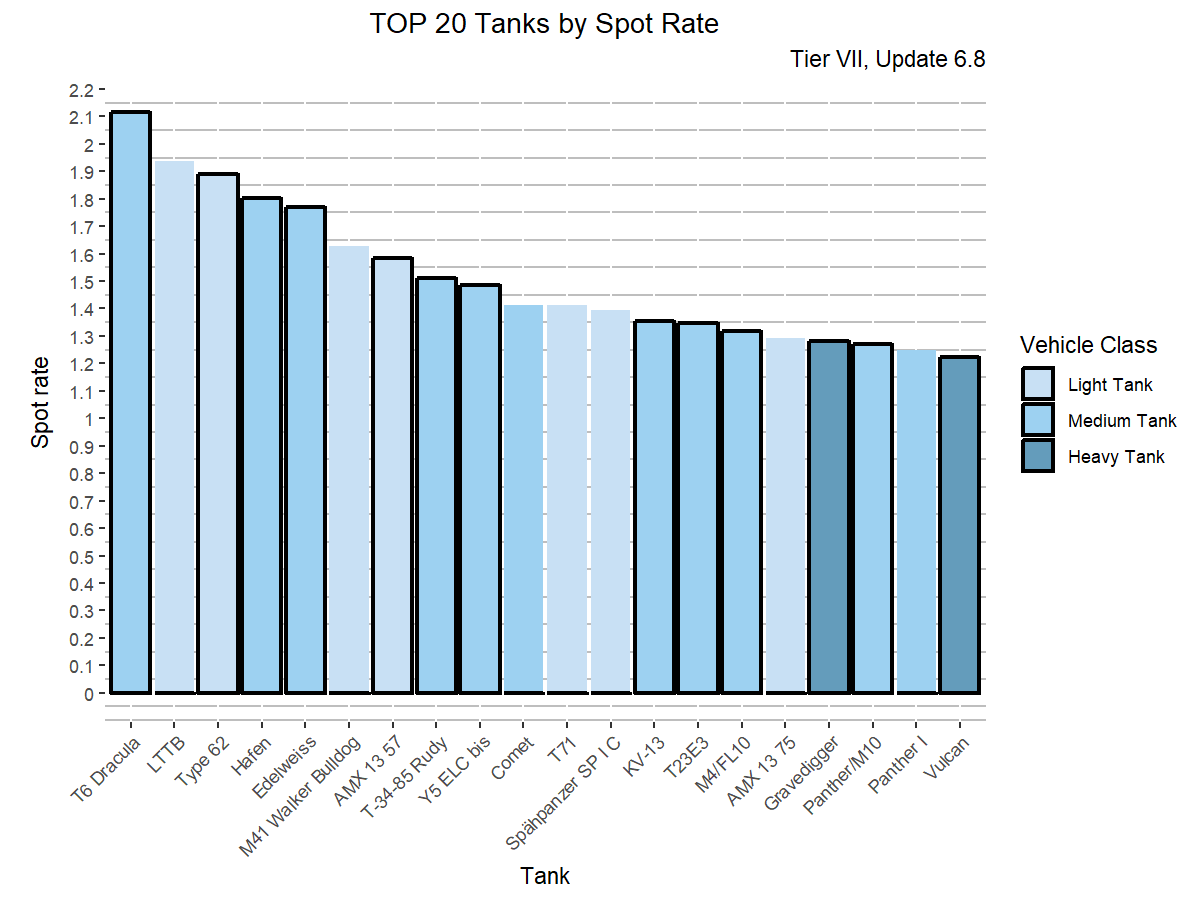 TOP 20 Tanks by Spot Rate
Tier VII, Update 6.8
Spot rate
2.2
2.1
2
1.9
1.8
1.7
1.6
1.5
1.4
1.3
1.2
1.1
1
0.9
0.8
0.7
0.6
0.5
0.4
0.3
0.2
0.1
0
T6 Dracula
LTTB
Type 62
Hafen
Edelweiss
M41 Walker Bulldog
AMX 13 57
T-34-85 Rudy
Y5 ELC bis
Comet
T71
Spähpanzer SP I C
KV-13
T23E3
M4/FL10
AMX 13 75
Gravedigger
Panther/M10
Panther I
Vulcan
Tank
Vehicle Class
Light Tank
Medium Tank
Heavy Tank